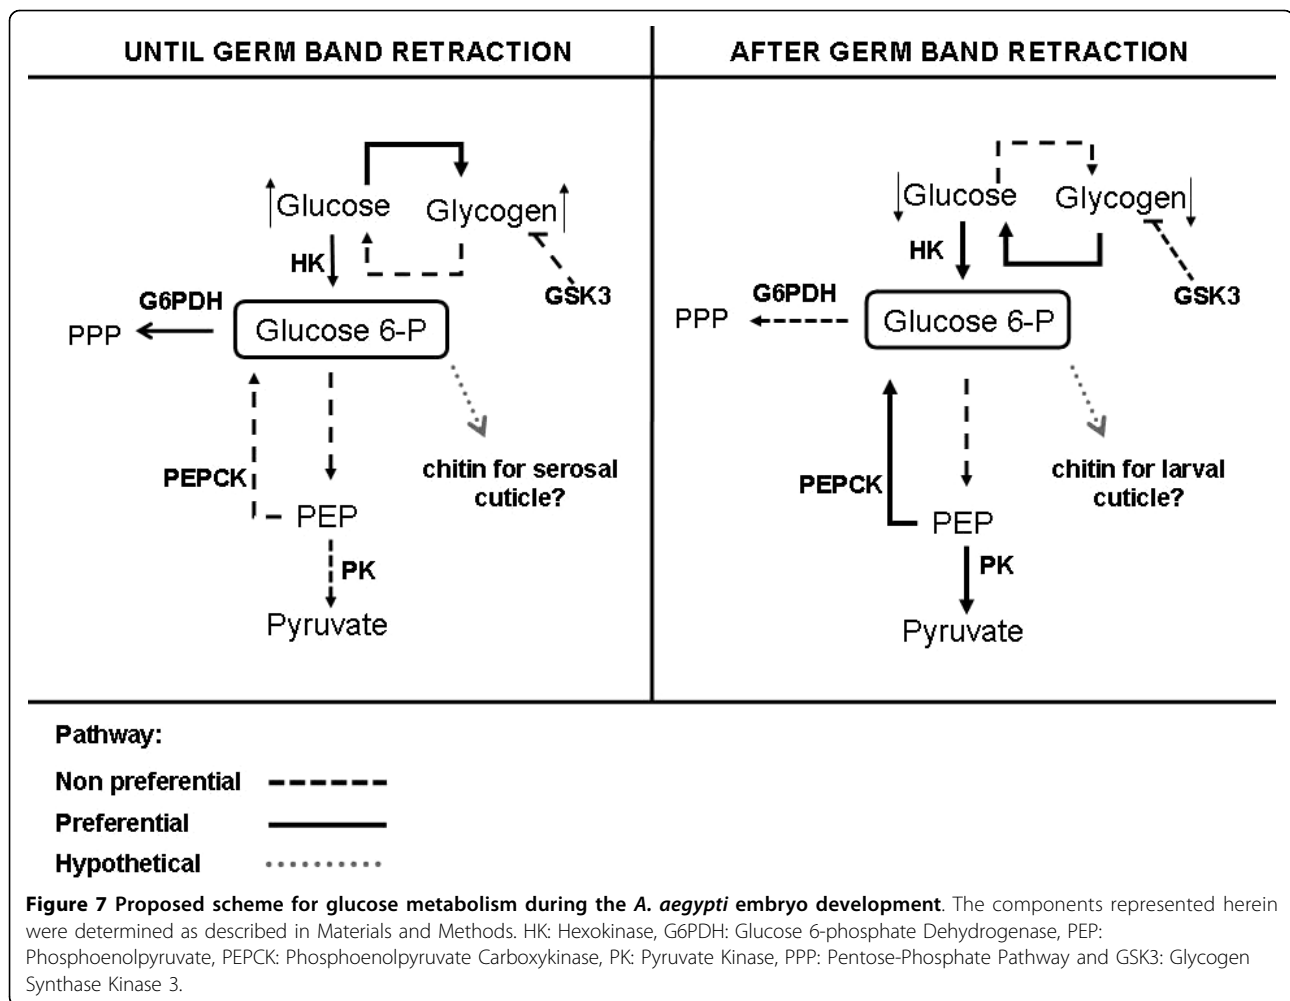 UNTIL GERM BAND RETRACTION
Glucose
Glycogen
HK
GSK3
G6PDH
PPP
Glucose 6-P
PEPCK
chitin for serosal
cuticle?
PEP
PK
Pyruvate
AFTER GERM BAND RETRACTION
Glucose
Glycogen
HK
GSK3
G6PDH
PPP
Glucose 6-P
PEPCK
chitin for larval
cuticle?
PEP
PK
Pyruvate
Pathway:
Non preferential
Preferential
Hypothetical
Figure 7 Proposed scheme for glucose metabolism during the A. aegypti embryo development. The components represented herein
were determined as described in Materials and Methods. HK: Hexokinase, G6PDH: Glucose 6-phosphate Dehydrogenase, PEP:
Phosphoenolpyruvate, PEPCK: Phosphoenolpyruvate Carboxykinase, PK: Pyruvate Kinase, PPP: Pentose-Phosphate Pathway and GSK3: Glycogen
Synthase Kinase 3.